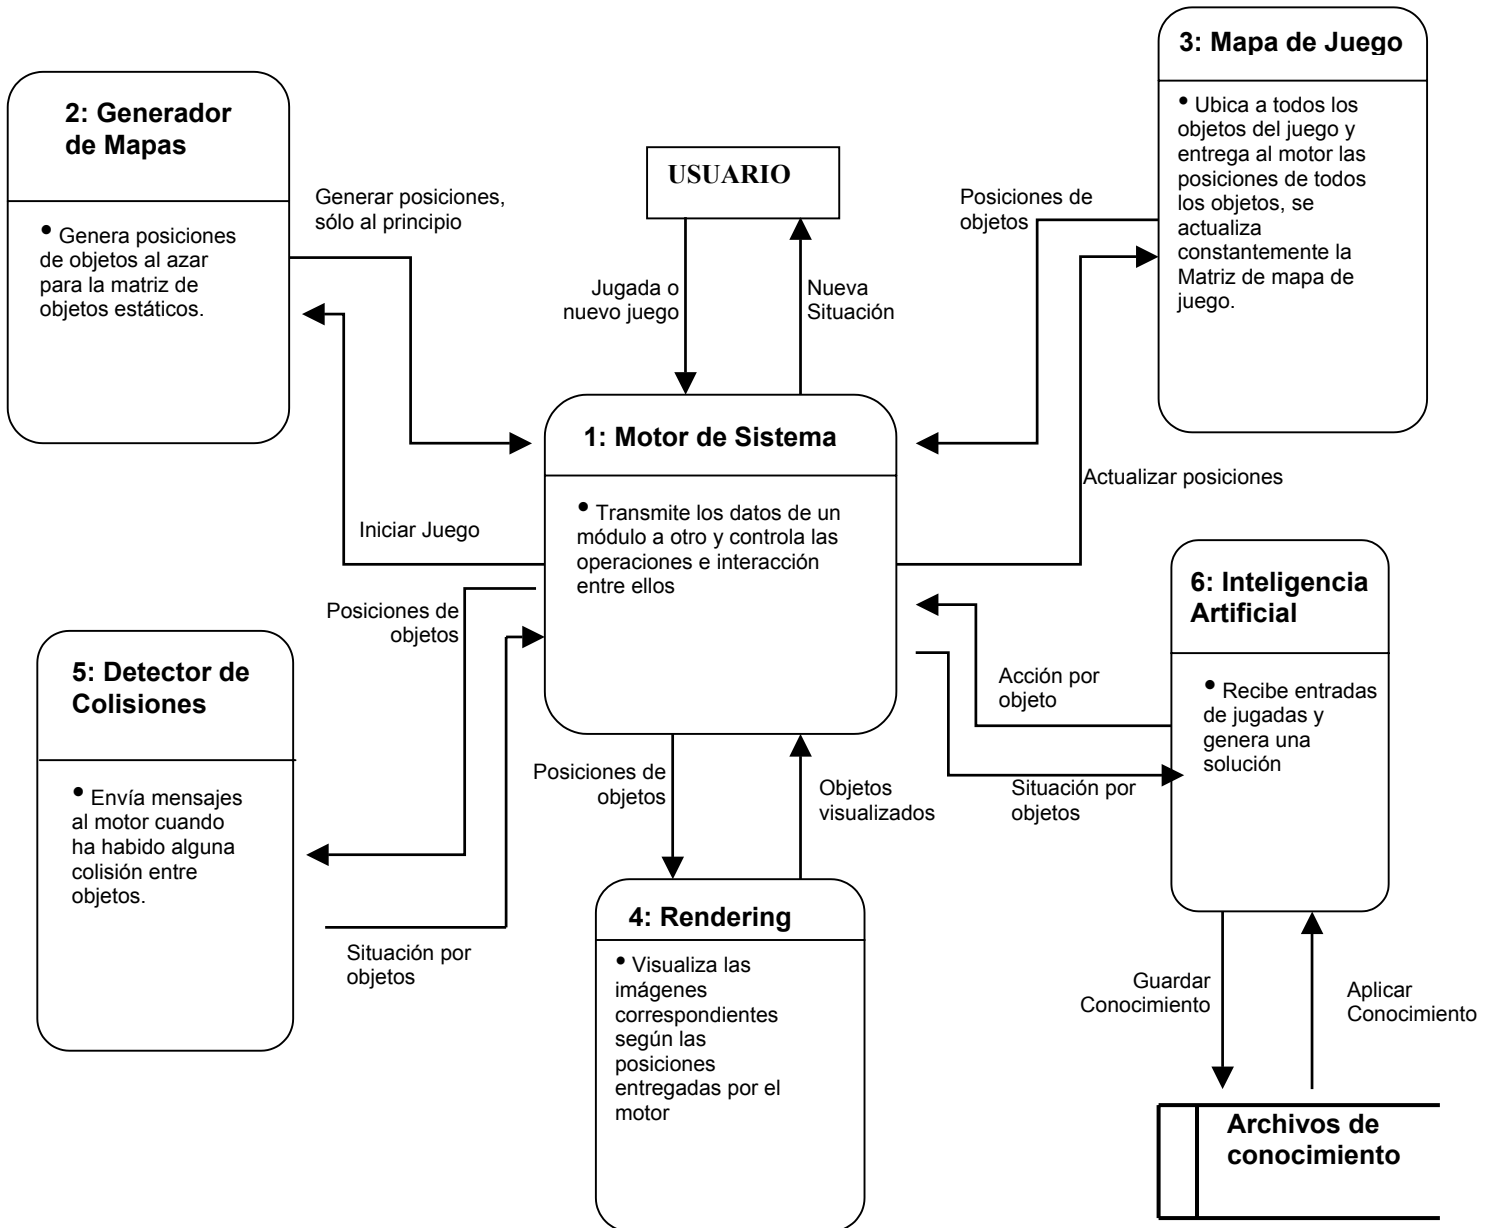 2: Generador
de Mapas
• Genera posiciones
de objetos al azar
para la matriz de
objetos estáticos.
Generar posiciones,
sólo al principio
USUARIO
Jugada o
nuevo juego
Nueva
Situación
Posiciones de
objetos
3: Mapa de Juego
• Ubica a todos los
objetos del juego y
entrega al motor las
posiciones de todos
los objetos, se
actualiza
constantemente la
Matriz de mapa de
juego.
Iniciar Juego
1: Motor de Sistema
• Transmite los datos de un
módulo a otro y controla las
operaciones e interacción
entre ellos
Actualizar posiciones
Posiciones de
objetos
5: Detector de
Colisiones
• Envía mensajes
al motor cuando
ha habido alguna
colisión entre
objetos.
Situación por
objetos
Posiciones de
objetos
Objetos
visualizados
4: Rendering
• Visualiza las
imágenes
correspondientes
según las
posiciones
entregadas por el
motor
Acción por
objeto
Situación por
objetos
6: Inteligencia
Artificial
• Recibe entradas
de jugadas y
genera una
solución
Guardar
Conocimiento
Aplicar
Conocimiento
Archivos de
conocimiento